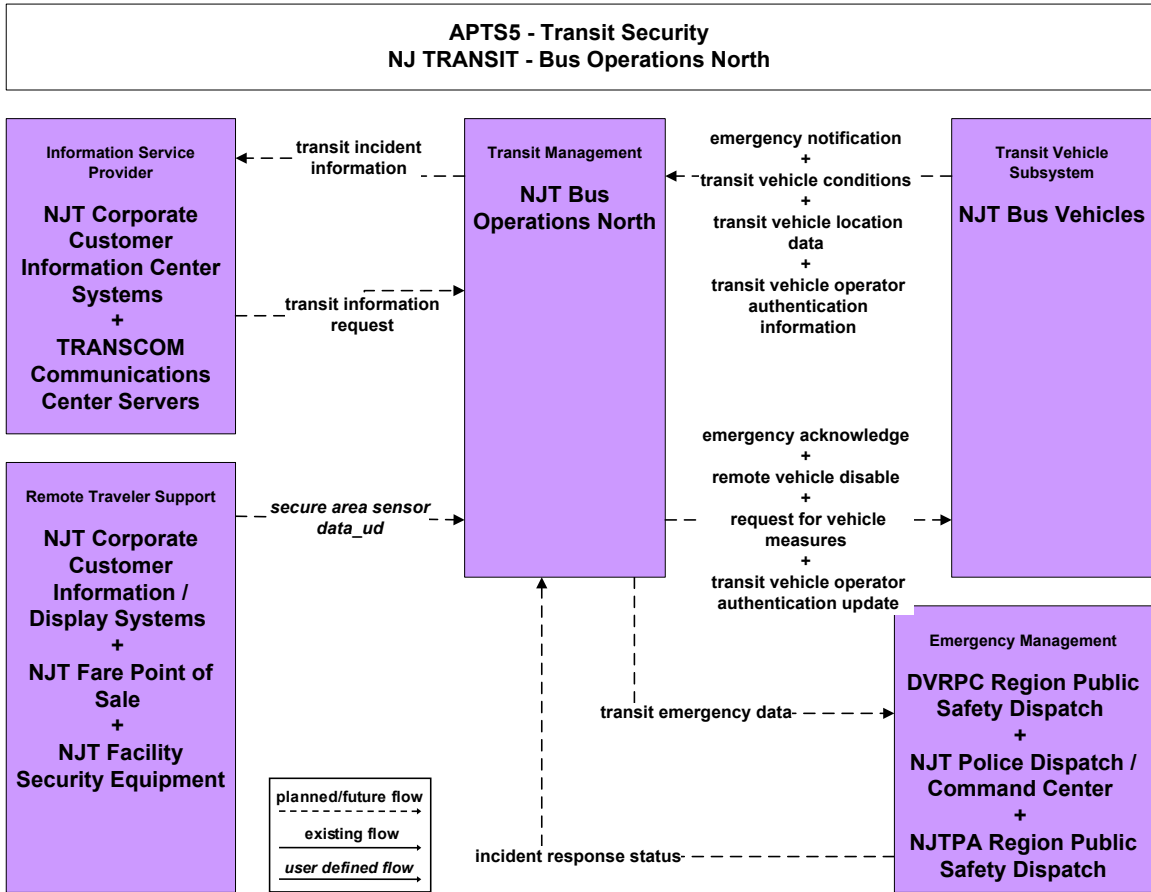 APTS5 - Transit Security
NJ TRANSIT - Bus Operations North
Information Service
Provider
NJT Corporate
Customer
Information Center
Systems
+
TRANSCOM
Communications
Center Servers
transit incident
information
transit information
request
Transit Management
NJT Bus
Operations North
emergency notification
+
transit vehicle conditions
+
transit vehicle location
data
+
transit vehicle operator
authentication
information
Transit Vehicle
Subsystem
NJT Bus Vehicles
Remote Traveler Support
NJT Corporate
Customer
Information /
Display Systems
+
NJT Fare Point of
Sale
+
NJT Facility
Security Equipment
secure area sensor
data_ud
emergency acknowledge
+
remote vehicle disable
+
request for vehicle
measures
+
transit vehicle operator
authentication update
Emergency Management
DVRPC Region Public
Safety Dispatch
+
NJT Police Dispatch /
Command Center
+
NJTPA Region Public
Safety Dispatch
transit emergency data
incident response status
planned/future flow
existing flow
user defined flow